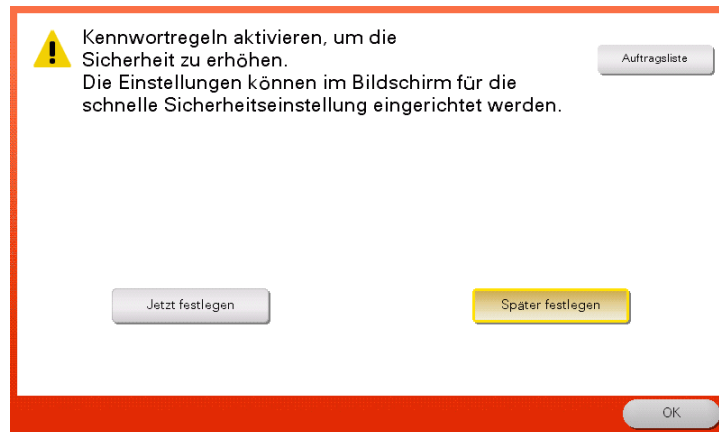 Kennwortregeln aktivieren, um die
Sicherheit zu erhöhen.
Auftragsliste
Die Einstellungen können im Bildschirm für die
schnelle Sicherheitseinstellung eingerichtet werden.
Jetzt festlegen
Später festlegen
OK